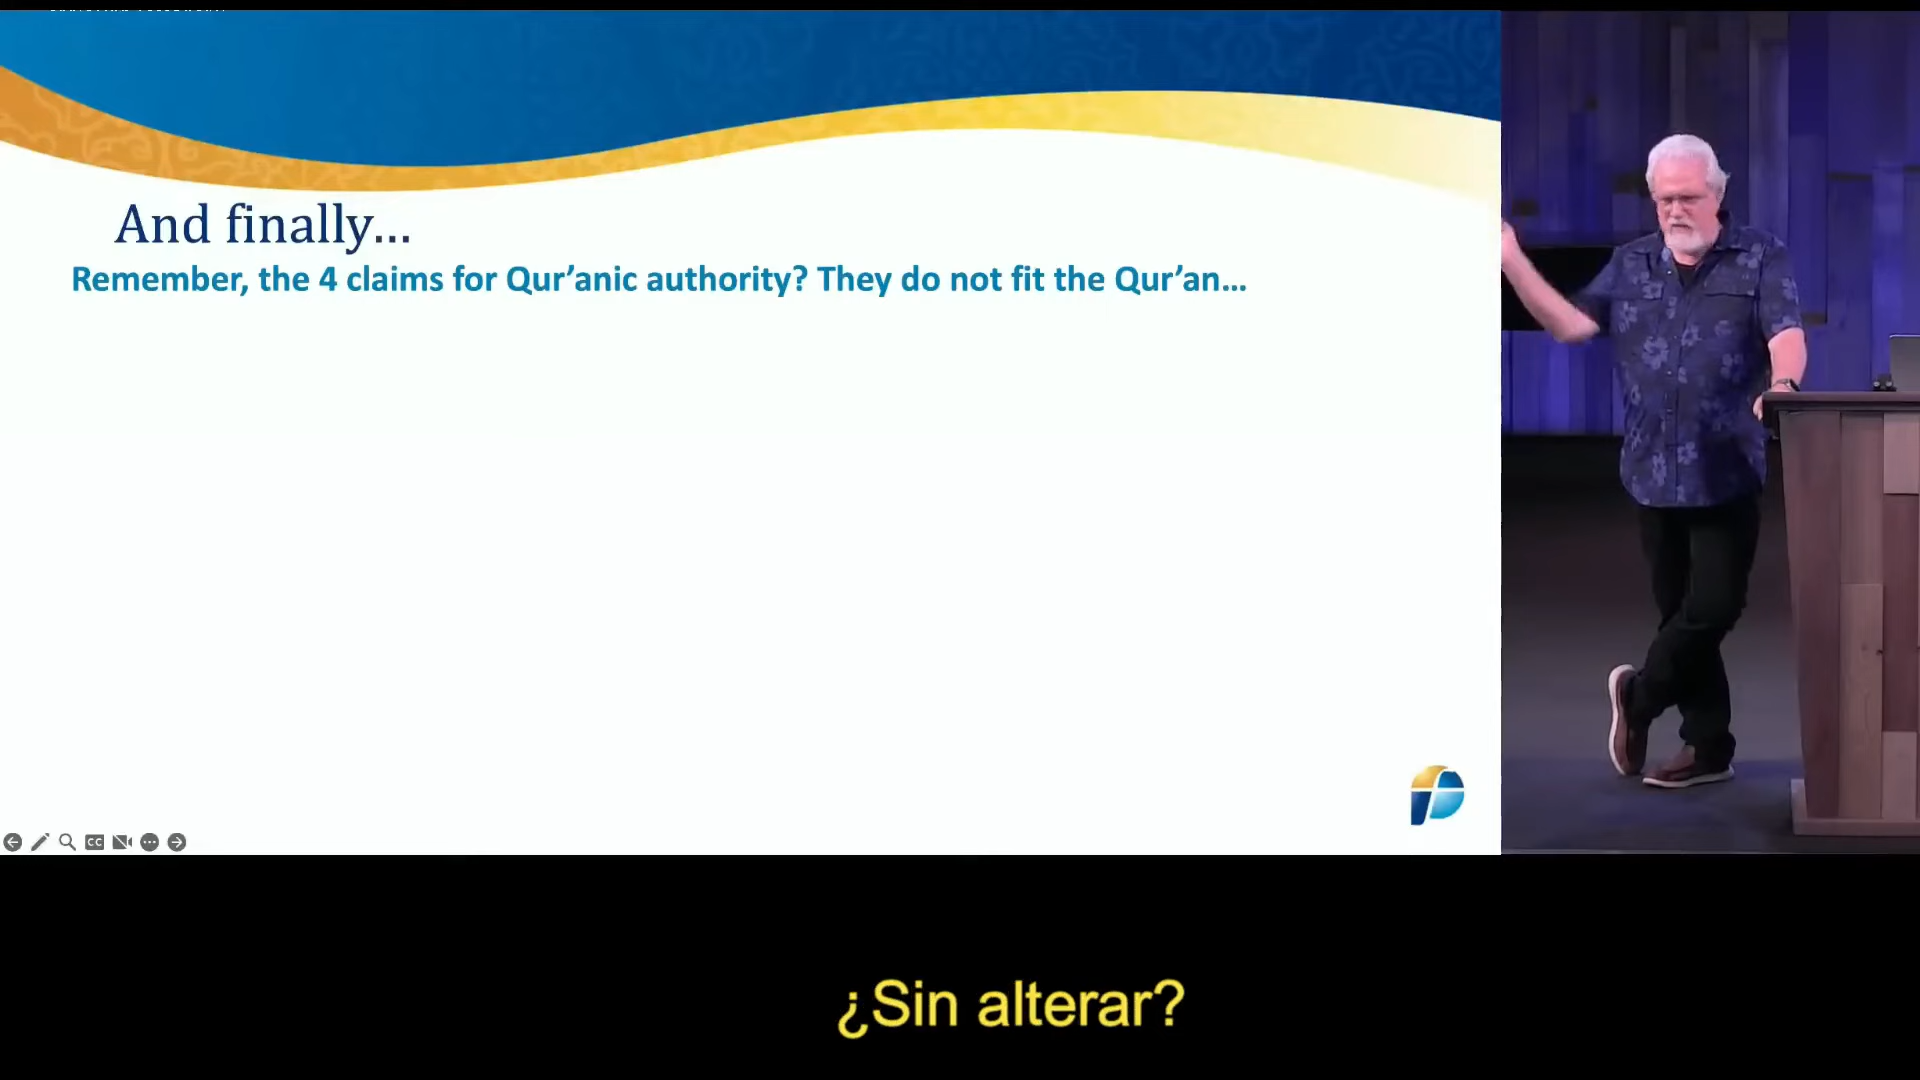 And finally...
Remember, the 4 claims for Qur’anic authority? They do not fit the Qur’an...
CC
¿Sin alterar?